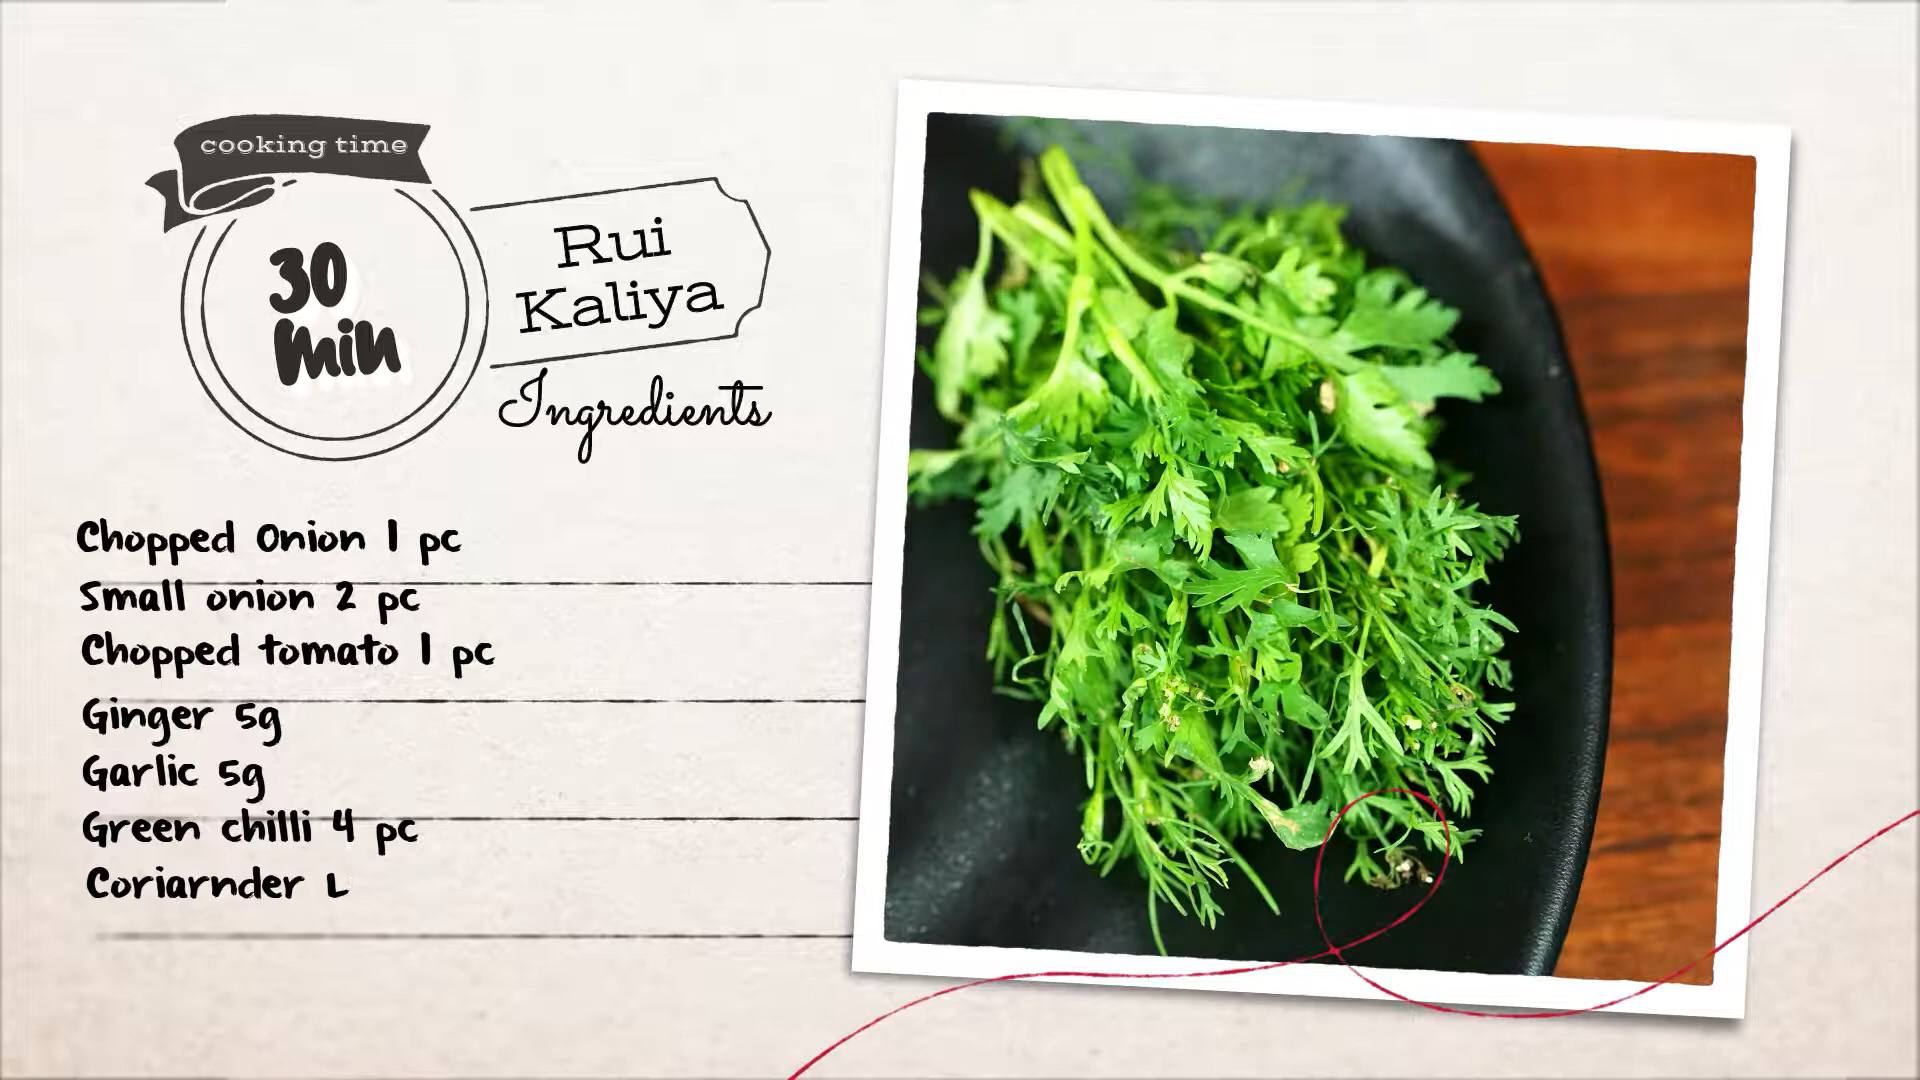 cooking time
30
Min
Rui
Kaliya
Ingredients
Chopped Onion 1 pc
Small onion 2 pc
Chopped tomato 1 pc
Ginger 5g
Garlic 5g
Green chilli 4 pc
Coriarnder L